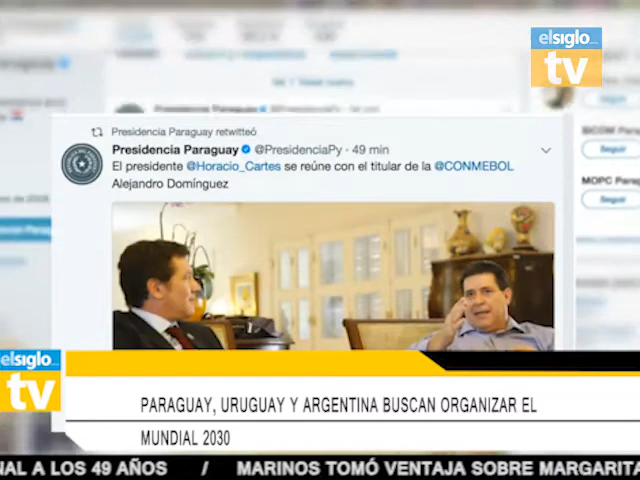 elsiglo
tv
Presidencia Paraguay retwitteó
Presidencia Paraguay @PresidenciaPy · 49 min
El presidente @Horacio_Cartes se reúne con el titular de la @CONMEBOL
Alejandro Domínguez
Seguir
MOPC Parag
Seguir
elsiglo
tv
PARAGUAY, URUGUAY Y ARGENTINA BUSCAN ORGANIZAR EL
MUNDIAL 2030
NAL A LOS 49 AÑOS / MARINOS TOMÓ VENTAJA SOBRE MARGARITA